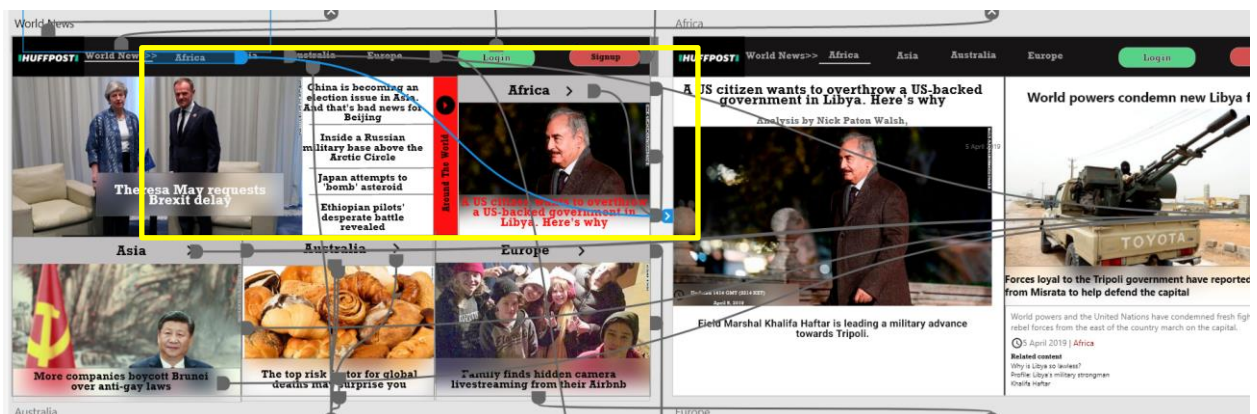 World News
Africa
HUFFPOST
World News>>
Africa
Asia
Australia
Europe
Login
Signup
China is becoming an
election issue in Asia.
And that's bad news for
Beijing
Inside a Russian
military base above the
Arctic Circle
Japan attempts to
'bomb' asteroid
Ethiopian pilots'
desperate battle
revealed
Theresa May requests
Brexit delay
Around The World
Africa >
A US citizen wants to overthrow
a US-backed government in
Libya. Here's why
Asia >
Australia >
Europe >
More companies boycott Brunei
over anti-gay laws
The top risk factor for global
deaths may surprise you
Family finds hidden camera
livestreaming from their Airbnb
HUFFPOST
World News>>
Africa
Asia
Australia
Europe
Login
A US citizen wants to overthrow a US-backed
government in Libya. Here's why
Analysis by Nick Paton Walsh,
5 April 2019
April 8, 2019
Field Marshal Khalifa Haftar is leading a military advance
towards Tripoli.
World powers condemn new Libya f
TOYOTA
Forces loyal to the Tripoli government have reported
from Misrata to help defend the capital
World powers and the United Nations have condemned fresh figh
rebel forces from the east of the country march on the capital.
5 April 2019 | Africa
Related content
Why is Libya so lawless?
Profile: Libya's military strongman
Khalifa Haftar
Australia
Europe